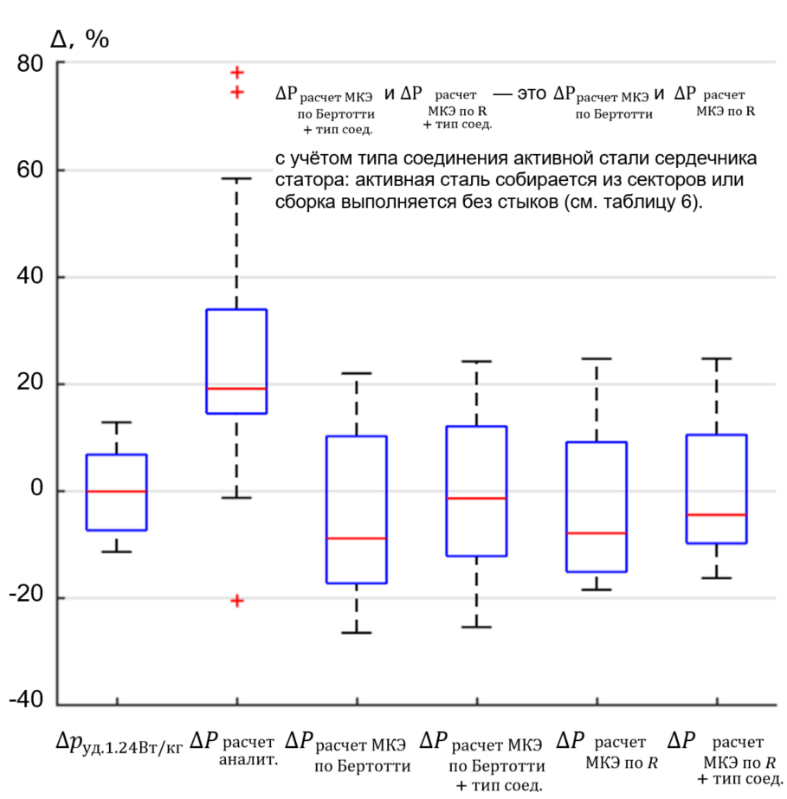 Δ, %
80
ΔP расчет МКЭ и ΔP расчет — это ΔP расчет МКЭ и ΔP расчет
по Бертотти МКЭ по R по Бертотти МКЭ по R
+ тип соед. + тип соед.
60
с учётом типа соединения активной стали сердечника
статора: активная сталь собирается из секторов или
сборка выполняется без стыков (см. таблицу 6).
40
20
0
-20
-40
Δp уд.1.24Вт/кг ΔP расчет ΔP расчет МКЭ ΔP расчет МКЭ ΔP расчет ΔP расчет
аналит. по Бертотти по Бертотти МКЭ по R МКЭ по R
+ тип соед. + тип соед.